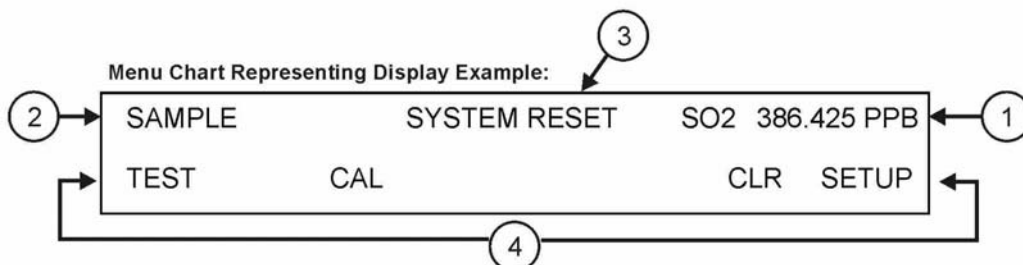 3
Menu Chart Representing Display Example:
2 SAMPLE SYSTEM RESET SO2 386.425 PPB 1
TEST CAL CLR SETUP
4